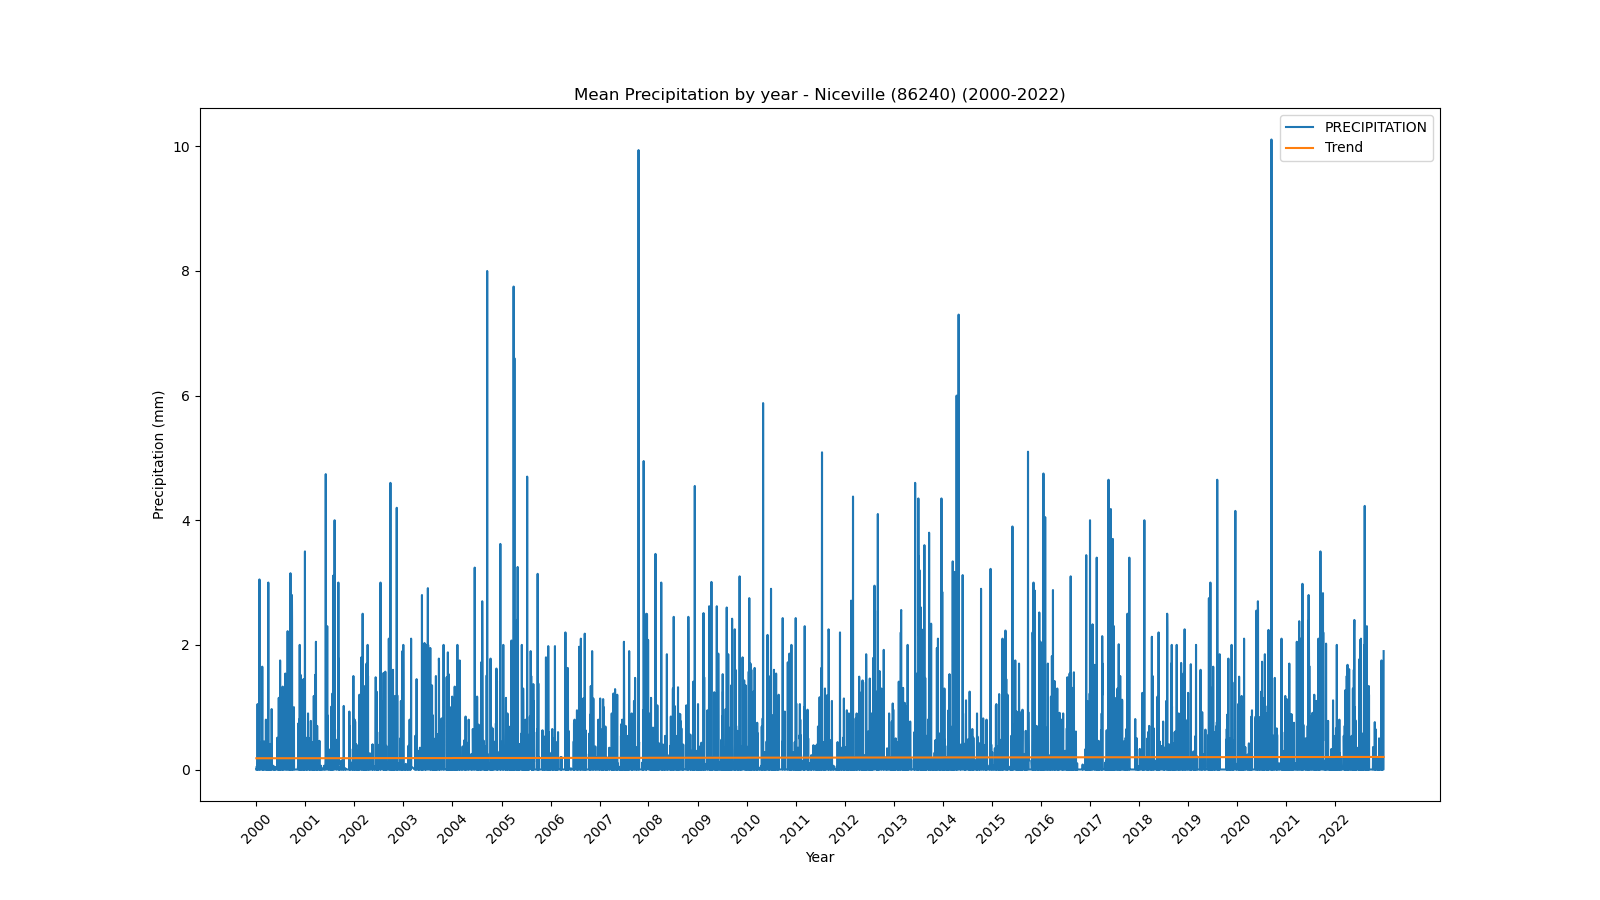 Mean Precipitation by year - Niceville (86240) (2000-2022)
PRECIPITATION
Trend
10
8
6
4
2
0
Precipitation (mm)
2000 2001 2002 2003 2004 2005 2006 2007 2008 2009 2010 2011 2012 2013 2014 2015 2016 2017 2018 2019 2020 2021 2022
Year